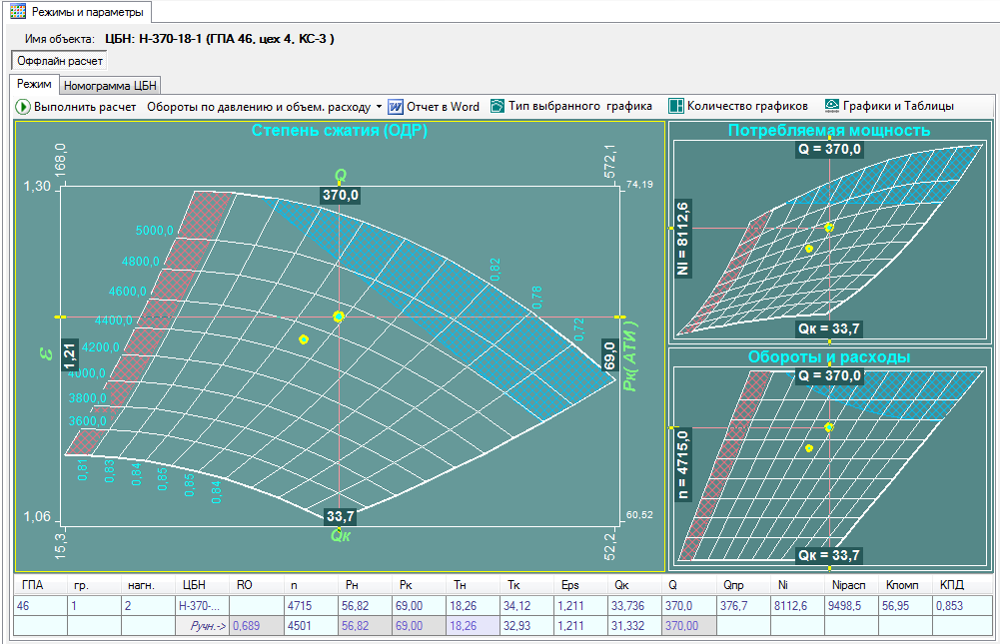 Режимы и параметры
Имя объекта: ЦБН: Н-370-18-1 (ГПА 46, цех 4, КС-3 )
Оффлайн расчет
Режим Номограмма ЦБН
Выполнить расчет Обороты по давлению и объем. расходу Отчет в Word Тип выбранного графика Количество графиков Графики и Таблицы
Степень сжатия (ОДР)
168,0
572,1
Q
370,0
1,30
74,19
5000,0
4800,0
4600,0
4400,0
4200,0
4000,0
3800,0
3600,0
0,82
0,78
0,72
ε
1,21
69,0
Рк( АТИ )
0,81
0,83
0,84
0,85
0,85
0,84
1,06
60,52
33,7
Qк
15,3
52,2
Потребляемая мощность
Q = 370,0
Ni = 8112,6
Qк = 33,7
Обороты и расходы
Q = 370,0
n = 4715,0
Qк = 33,7
ГПА гр. нагн. ЦБН RO n Рн Рк Тн Тк Eps Qк Q Qпр Ni Niрасп Кпомп КПД
46 1 2 Н-370-... 4715 56,82 69,00 18,26 34,12 1,211 33,736 370,0 376,7 8112,6 9498,5 56,95 0,853
Ручн.-> 0,689 4501 56,82 69,00 18,26 32,93 1,211 31,332 370,00